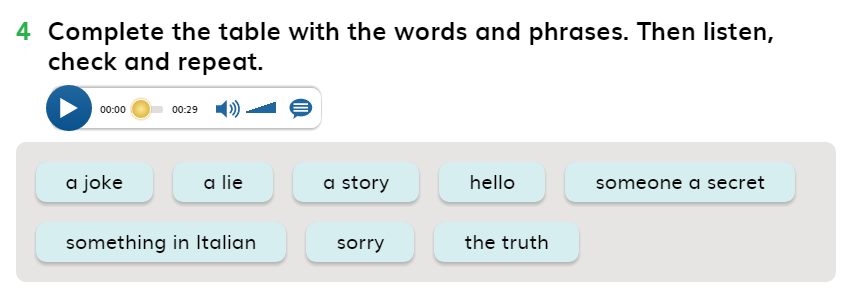 4 Complete the table with the words and phrases. Then listen,
check and repeat.
00:00 00:29
a joke a lie a story hello someone a secret
something in Italian sorry the truth